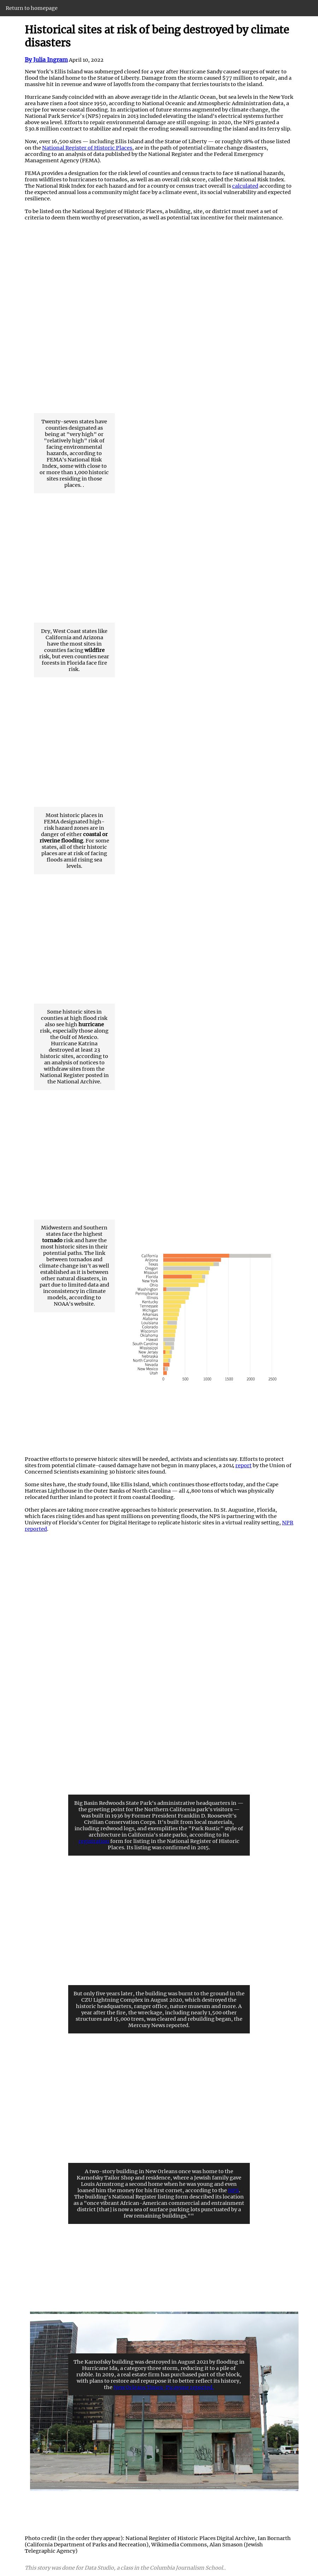 Return to homepage
Historical sites at risk of being destroyed by climate
disasters
By Julia Ingram April 10, 2022
New York's Ellis Island was submerged closed for a year after Hurricane Sandy caused surges of water to
flood the island home to the Statue of Liberty. Damage from the storm caused $77 million to repair, and a
massive hit in revenue and wave of layoffs from the company that ferries tourists to the island.
Hurricane Sandy coincided with an above average tide in the Atlantic Ocean, but sea levels in the New York
area have risen a foot since 1950, according to National Oceanic and Atmospheric Administration data, a
recipe for worse coastal flooding. In anticipation of future storms augmented by climate change, the
National Park Service's (NPS) repairs in 2013 included elevating the island's electrical system structures
above sea level. Efforts to repair environmental damage are still ongoing: in 2020, the NPS granted a
$30.8 million contract to stabilize and repair the eroding seawall surrounding the island and its ferry slip.
Now, over 16,500 sites — including Ellis Island and the Statue of Liberty — or roughly 18% of those listed
on the National Register of Historic Places, are in the path of potential climate change disasters,
according to an analysis of data published by the National Register and the Federal Emergency
Management Agency (FEMA).
FEMA provides a designation for the risk level of counties and census tracts to face 18 national hazards,
from wildfires to hurricanes to tornados, as well as an overall risk score, called the National Risk Index.
The National Risk Index for each hazard and for a county or census tract overall is calculated according to
the expected annual loss a community might face by a climate event, its social vulnerability and expected
resilience.
To be listed on the National Register of Historic Places, a building, site, or district must meet a set of
criteria to deem them worthy of preservation, as well as potential tax incentive for their maintenance.
Twenty-seven states have
counties designated as
being at "very high" or
"relatively high" risk of
facing environmental
hazards, according to
FEMA's National Risk
Index, some with close to
or more than 1,000 historic
sites residing in those
places. .
Dry, West Coast states like
California and Arizona
have the most sites in
counties facing wildfire
risk, but even counties near
forests in Florida face fire
risk.
Most historic places in
FEMA designated high-
risk hazard zones are in
danger of either coastal or
riverine flooding. For some
states, all of their historic
places are at risk of facing
floods amid rising sea
levels.
Some historic sites in
counties at high flood risk
also see high hurricane
risk, especially those along
the Gulf of Mexico.
Hurricane Katrina
destroyed at least 23
historic sites, according to
an analysis of notices to
withdraw sites from the
National Register posted in
the National Archive.
Midwestern and Southern
states face the highest
tornado risk and have the
most historic sites in their
potential paths. The link
between tornados and
climate change isn't as well
established as it is between
other natural disasters, in
part due to limited data and
inconsistency in climate
models, according to
NOAA's website.
California
Arizona
Texas
Oregon
Missouri
Florida
New York
Ohio
Washington
Pennsylvania
Illinois
Kentucky
Tennessee
Michigan
Arkansas
Alabama
Louisiana
Colorado
Wisconsin
Oklahoma
Hawaii
South Carolina
Mississippi
New Jersey
Nebraska
North Carolina
Nevada
New Mexico
Utah
0 500 1000 1500 2000 2500
Proactive efforts to preserve historic sites will be needed, activists and scientists say. Efforts to protect
sites from potential climate-caused damage have not begun in many places, a 2014 report by the Union of
Concerned Scientists examining 30 historic sites found.
Some sites have, the study found, like Ellis Island, which continues those efforts today, and the Cape
Hatteras Lighthouse in the Outer Banks of North Carolina — all 4,800 tons of which was physically
relocated further inland to protect it from coastal flooding.
Other places are taking more creative approaches to historic preservation. In St. Augustine, Florida,
which faces rising tides and has spent millions on preventing floods, the NPS is partnering with the
University of Florida's Center for Digital Heritage to replicate historic sites in a virtual reality setting, NPR
reported.
Big Basin Redwoods State Park's administrative headquarters in —
the greeting point for the Northern California park's visitors —
was built in 1936 by Former President Franklin D. Roosevelt's
Civilian Conservation Corps. It's built from local materials,
including redwood logs, and exemplifies the "Park Rustic" style of
architecture in California's state parks, according to its
form for listing in the National Register of Historic
Places. Its listing was confirmed in 2015.
But only five years later, the building was burnt to the ground in the
CZU Lightning Complex in August 2020, which destroyed the
historic headquarters, ranger office, nature museum and more. A
year after the fire, the wreckage, including nearly 1,500 other
structures and 15,000 trees, was cleared and rebuilding began, the
Mercury News reported.
A two-story building in New Orleans once was home to the
Karnofsky Tailor Shop and residence, where a Jewish family gave
Louis Armstrong a second home when he was young and even
loaned him the money for his first cornet, according to the
The building's National Register listing form described its location
as a "once vibrant African-American commercial and entrainment
district [that] is now a sea of surface parking lots punctuated by a
few remaining buildings.""
The Karnofsky building was destroyed in August 2021 by flooding in
Hurricane Ida, a category three storm, reducing it to a pile of
rubble. In 2019, a real estate firm has purchased part of the block,
with plans to restore and repurpose it to better reflect its history,
the
Photo credit (in the order they appear): National Register of Historic Places Digital Archive, Ian Bornarth
(California Department of Parks and Recreation), Wikimedia Commons, Alan Smason (Jewish
Telegraphic Agency)
This story was done for Data Studio, a class in the Columbia Journalism School..